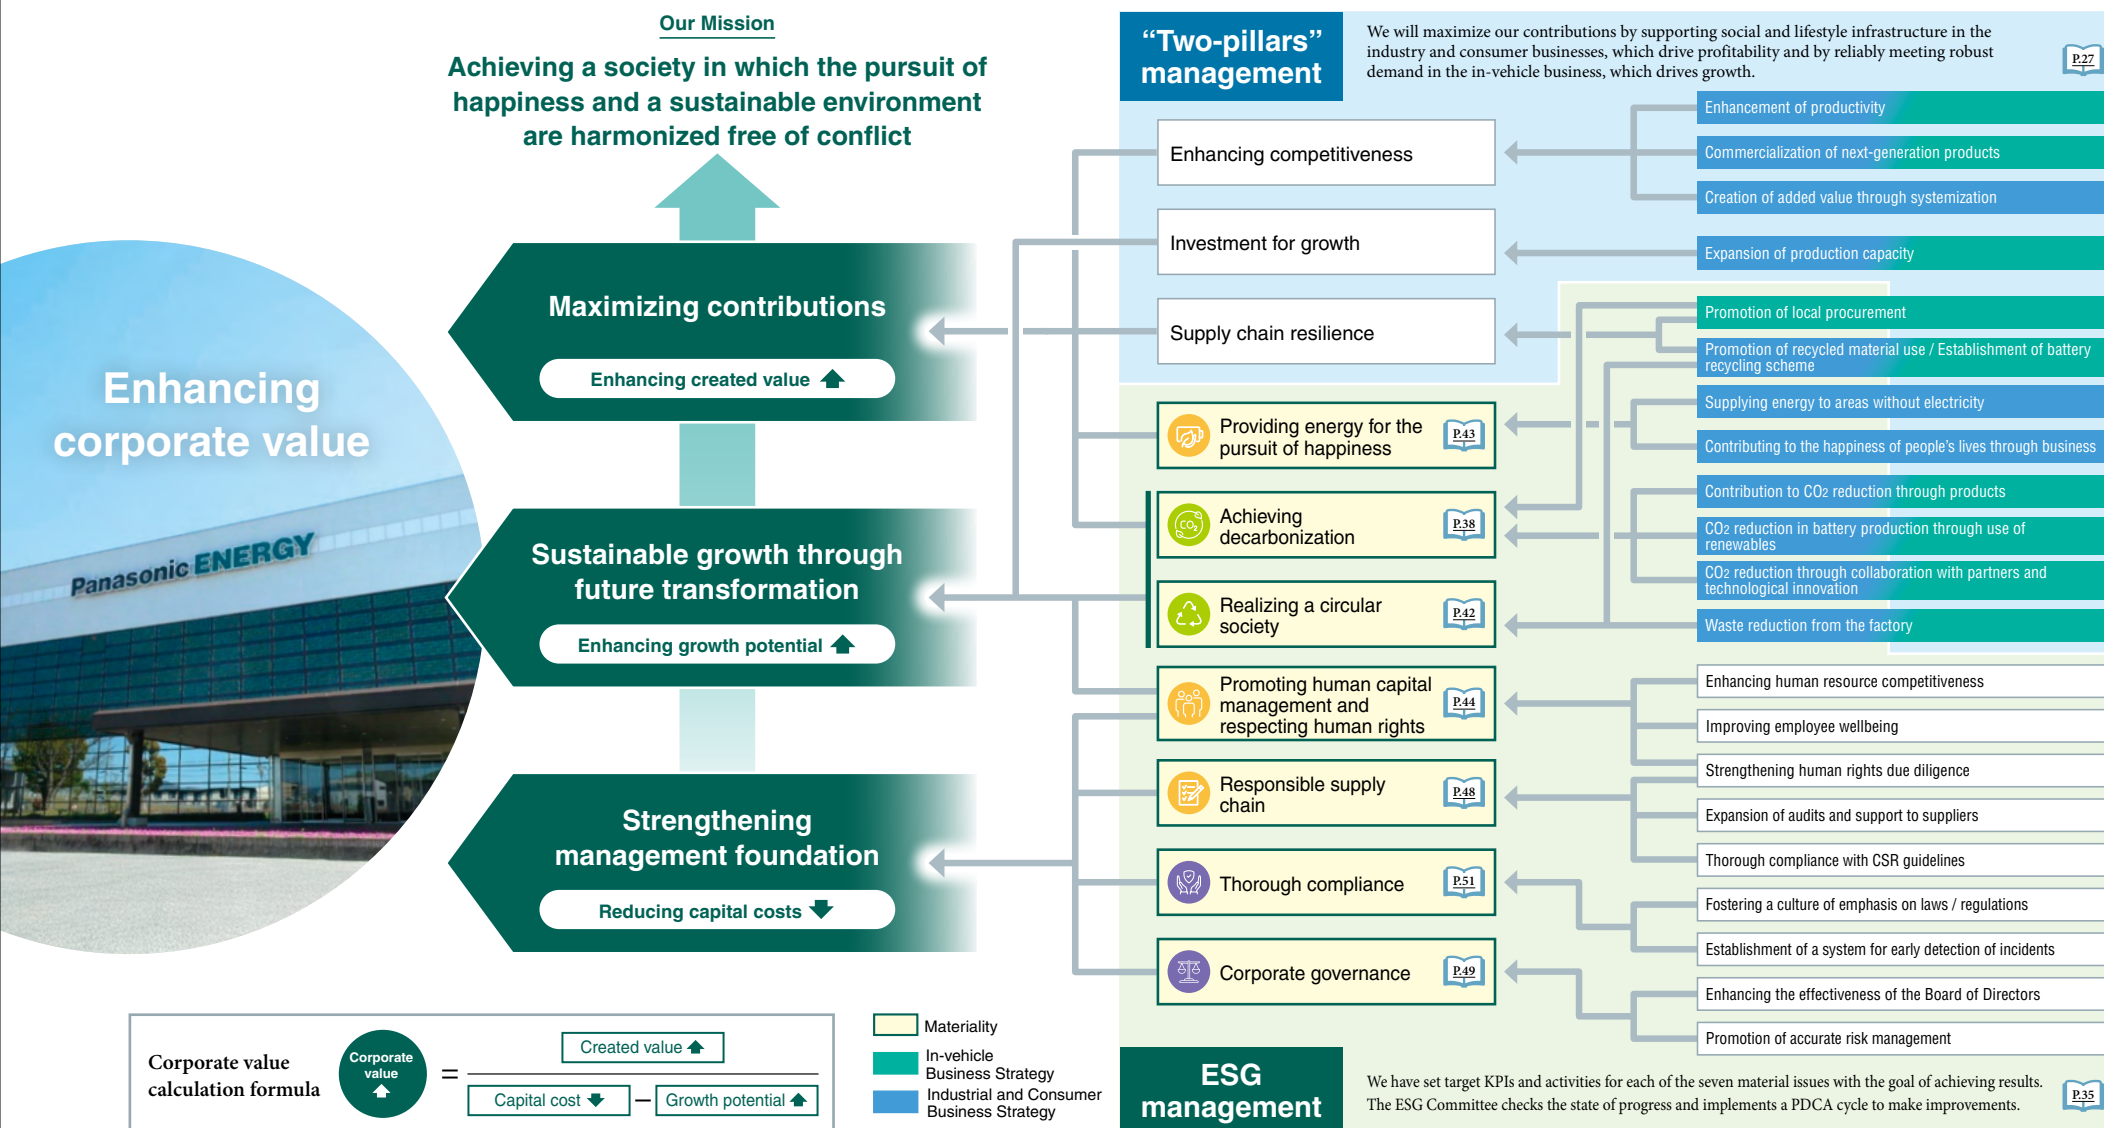 Our Mission
Achieving a society in which the pursuit of
happiness and a sustainable environment
are harmonized free of conflict
Enhancing
corporate value
Panasonic ENERGY
Maximizing contributions
Enhancing created value
Sustainable growth through
future transformation
Enhancing growth potential
Strengthening
management foundation
Reducing capital costs
Corporate value
calculation formula
Corporate
value
=
Created value
Capital cost
–
Growth potential
Materiality
In-vehicle
Business Strategy
Industrial and Consumer
Business Strategy
“Two-pillars”
management
We will maximize our contributions by supporting social and lifestyle infrastructure in the
industry and consumer businesses, which drive profitability and by reliably meeting robust
demand in the in-vehicle business, which drives growth.
P.27
Enhancing competitiveness
Investment for growth
Supply chain resilience
Providing energy for the
pursuit of happiness
P.43
CO2
Achieving
decarbonization
P.38
Realizing a circular
society
P.42
Promoting human capital
management and
respecting human rights
P.44
Responsible supply
chain
P.48
Thorough compliance
P.51
Corporate governance
P.49
Enhancement of productivity
Commercialization of next-generation products
Creation of added value through systemization
Expansion of production capacity
Promotion of local procurement
Promotion of recycled material use / Establishment of battery
recycling scheme
Supplying energy to areas without electricity
Contributing to the happiness of people's lives through business
Contribution to CO2 reduction through products
CO2 reduction in battery production through use of
renewables
CO2 reduction through collaboration with partners and
technological innovation
Waste reduction from the factory
Enhancing human resource competitiveness
Improving employee wellbeing
Strengthening human rights due diligence
Expansion of audits and support to suppliers
Thorough compliance with CSR guidelines
Fostering a culture of emphasis on laws / regulations
Establishment of a system for early detection of incidents
Enhancing the effectiveness of the Board of Directors
Promotion of accurate risk management
ESG
management
We have set target KPIs and activities for each of the seven material issues with the goal of achieving results.
The ESG Committee checks the state of progress and implements a PDCA cycle to make improvements.
P.35